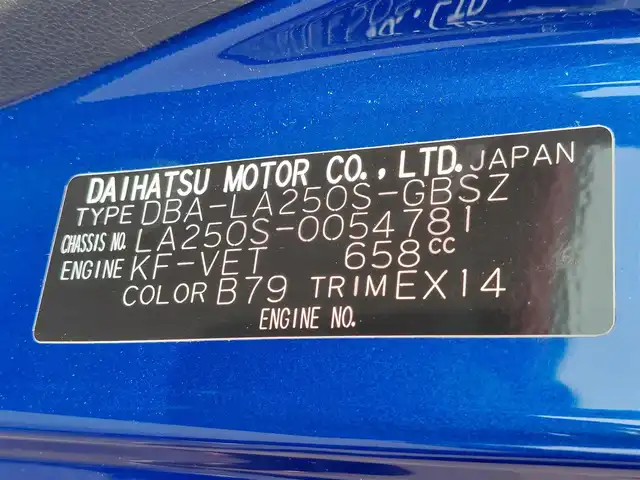 DAIHATSU MOTOR CO., LTD. JAPAN
TYPE DBA-LA250S-GBSZ
CHASSIS NO. LA250S-0054781
ENGINE KF-VET 658cc
COLOR B79 TRIM EX14
ENGINE NO.